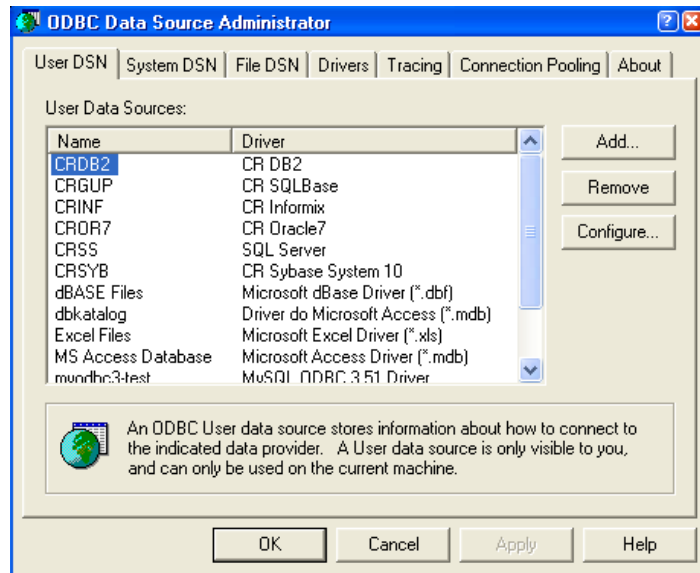 ODBC Data Source Administrator
User DSN System DSN File DSN Drivers Tracing Connection Pooling About
User Data Sources:
Name Driver
CRDB2 CR DB2
CRGUP CR SQLBase
CRINF CR Informix
CROR7 CR Oracle7
CRSS SQL Server
CRSYB CR Sybase System 10
dBASE Files Microsoft dBase Driver (*.dbf)
dbkatalog Driver do Microsoft Access (*.mdb)
Excel Files Microsoft Excel Driver (*.xls)
MS Access Database Microsoft Access Driver (*.mdb)
myodbc3-test MySQL ODBC 3.51 Driver
Add...
Remove
Configure...
An ODBC User data source stores information about how to connect to
the indicated data provider. A User data source is only visible to you,
and can only be used on the current machine.
OK Cancel Apply Help